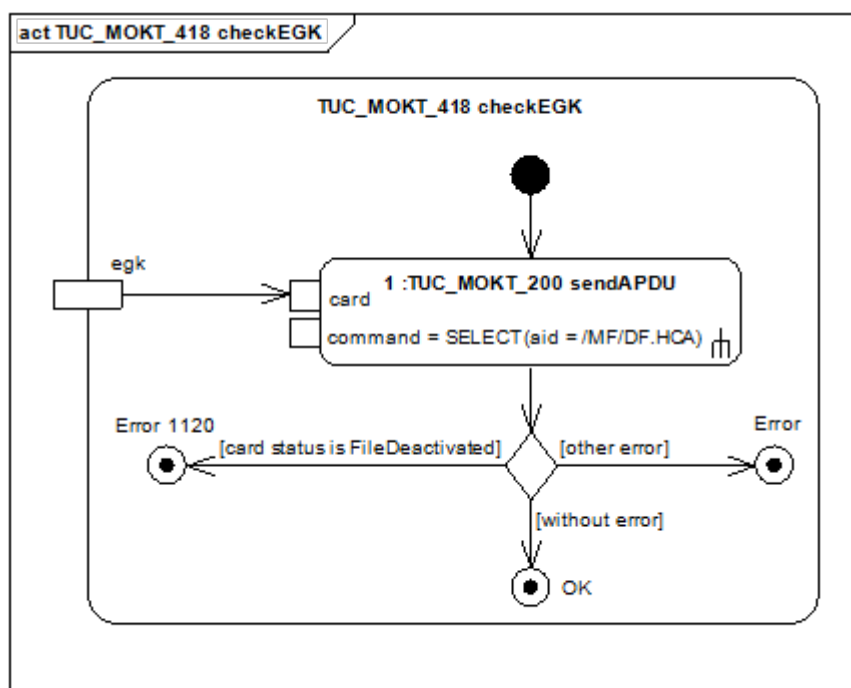 act TUC_MOKT_418 checkEGK
TUC_MOKT_418 checkEGK
egk
1 :TUC_MOKT_200 sendAPDU
card
command = SELECT(aid = /MF/DF.HCA)
Error 1120
Error
[card status is FileDeactivated]
[other error]
[without error]
OK